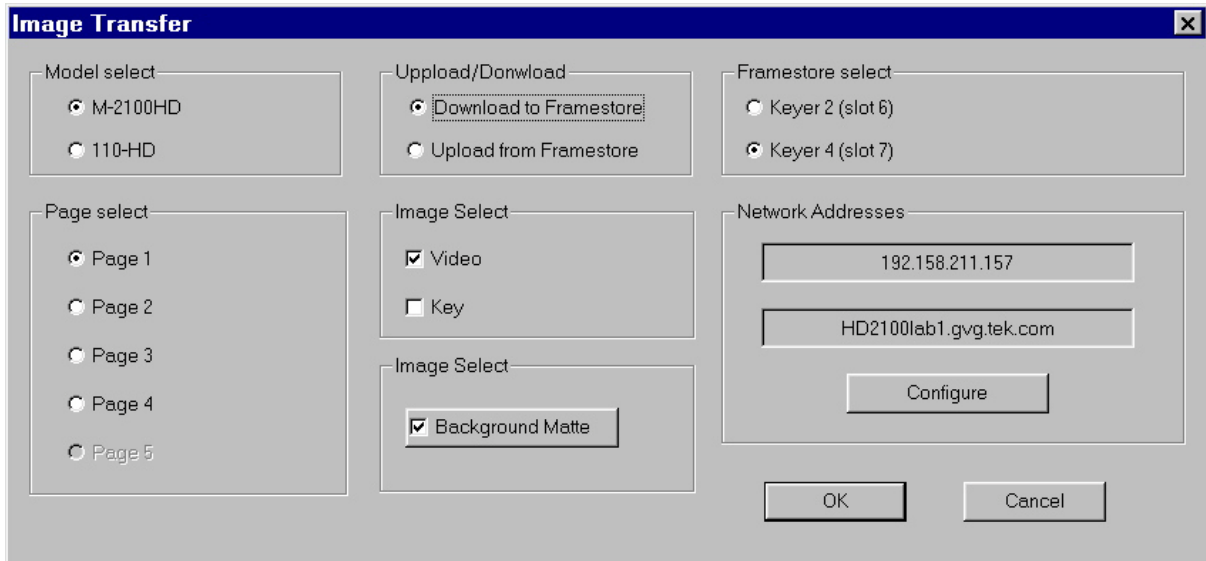 Image Transfer
Model select
M-2100HD
110-HD
Uppload/Donwload
Download to Framestore
Upload from Framestore
Framestore select
Keyer 2 (slot 6)
Keyer 4 (slot 7)
Page select
Page 1
Page 2
Page 3
Page 4
Page 5
Image Select
Video
Key
Image Select
Background Matte
Network Addresses
192.158.211.157
HD2100lab1.gvg.tek.com
Configure
OK
Cancel